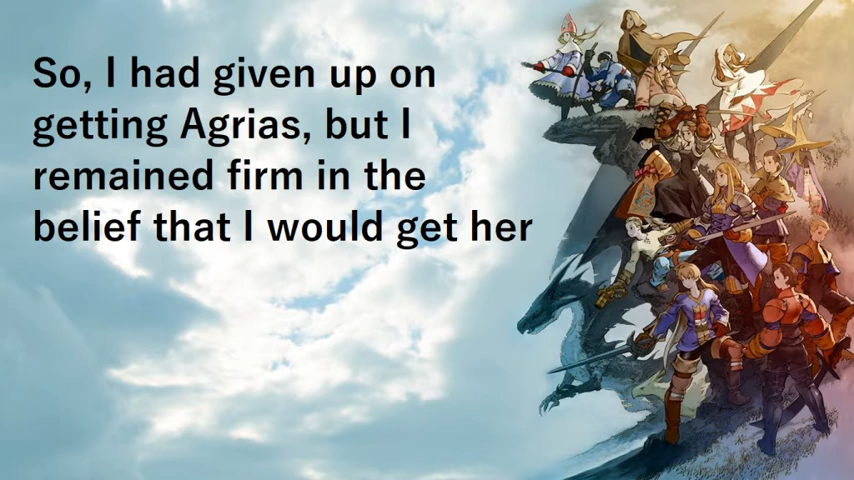 So, I had given up on
getting Agrias, but I
remained firm in the
belief that I would get her